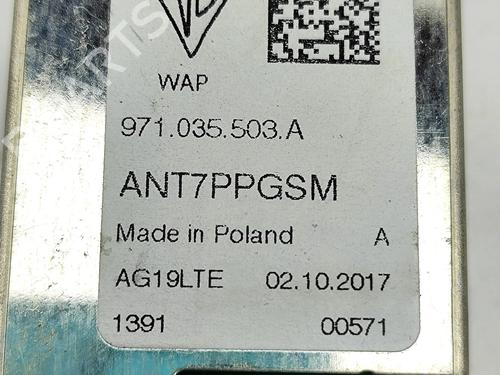 WAP
971.035.503.A
ANT7PPGSM
Made in Poland A
AG19LTE 02.10.2017
1391 00571